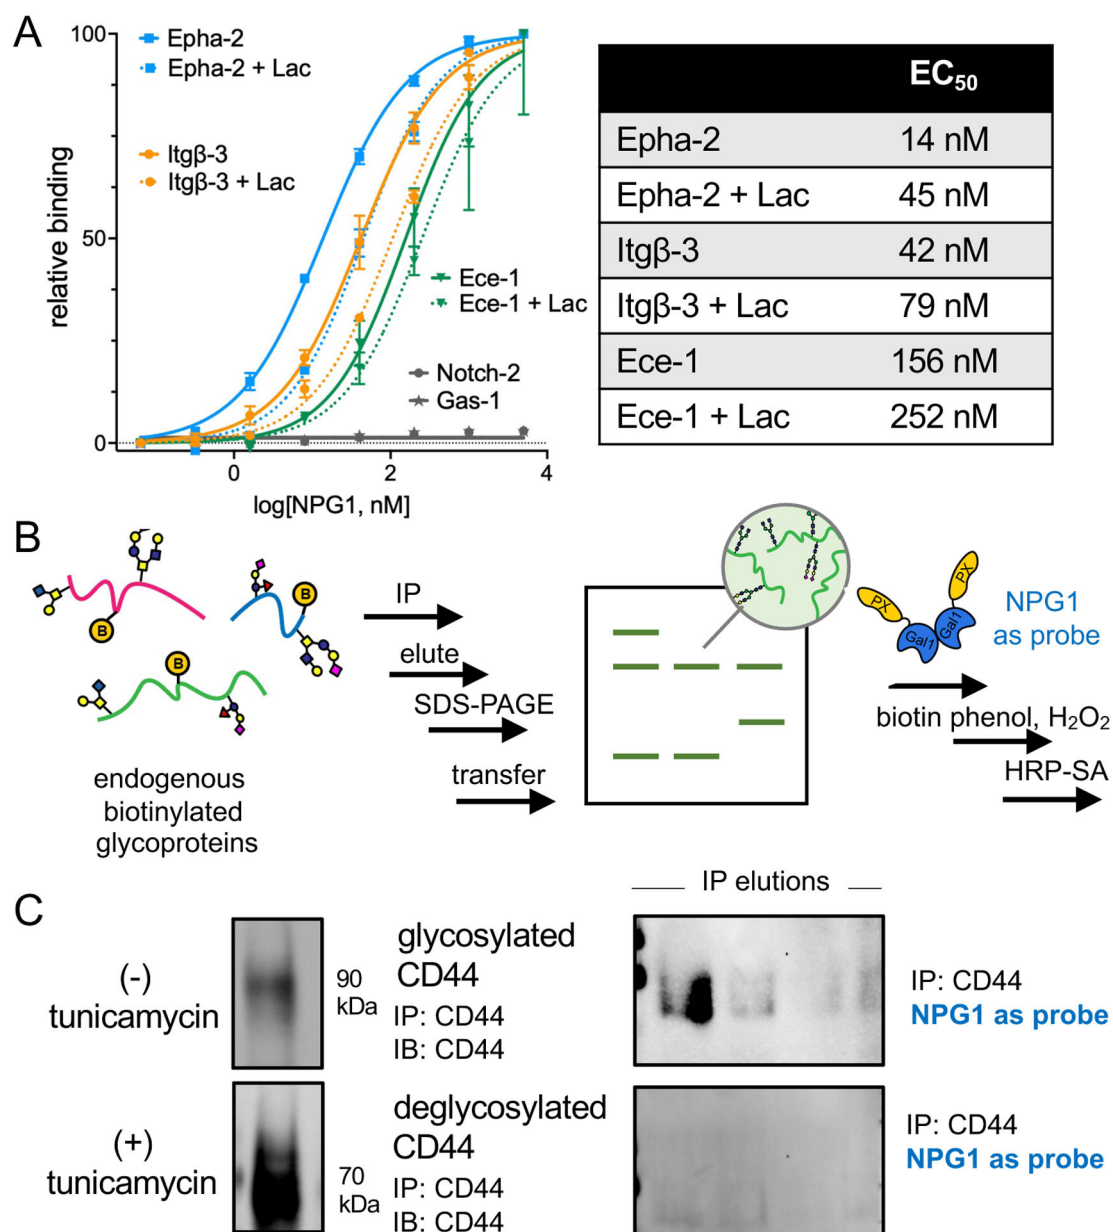 A
100
50
0
relative binding
Epha-2
Epha-2 + Lac
Itgβ-3
Itgβ-3 + Lac
Ece-1
Ece-1 + Lac
Notch-2
Gas-1
0 2 4
log[NPG1, nM]
EC50
Epha-2 14 nM
Epha-2 + Lac 45 nM
Itgβ-3 42 nM
Itgβ-3 + Lac 79 nM
Ece-1 156 nM
Ece-1 + Lac 252 nM
B
B
B
B
endogenous
biotinylated
glycoproteins
IP
elute
SDS-PAGE
transfer
PX
PX
Gal1
Gal1
NPG1
as probe
biotin phenol, H2O2
HRP-SA
C
(-)
tunicamycin
90
kDa
glycosylated
CD44
IP: CD44
IB: CD44
IP elutions
IP: CD44
NPG1 as probe
(+)
tunicamycin
70
kDa
deglycosylated
CD44
IP: CD44
IB: CD44
IP: CD44
NPG1 as probe